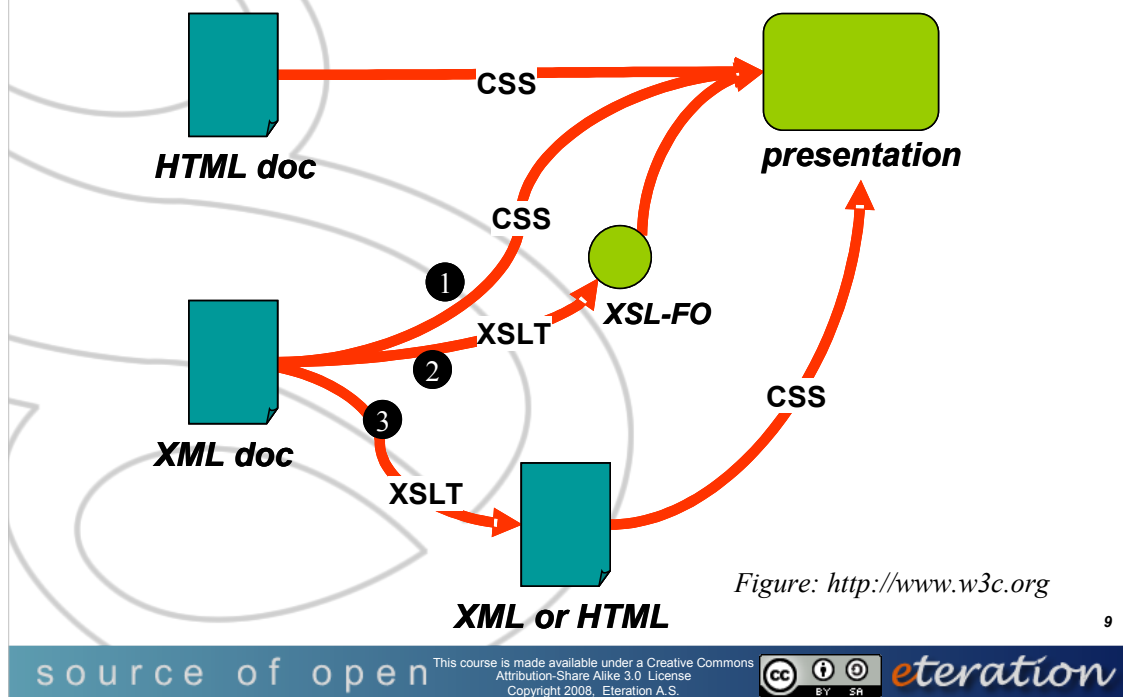 CSS
HTML doc
presentation
CSS
1
XSL-FO
XSLT
2
CSS
3
XML doc
XSLT
Figure: http://www.w3c.org
XML or HTML
9
source of open
This course is made available under a Creative Commons
Attribution-Share Alike 3.0 License
Copyright 2008, Eteration A.S.
cc
BY SA
eteration